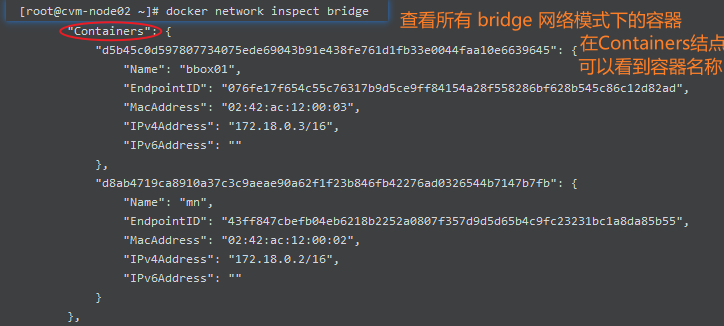 [root@cvm-node02 ~]# docker network inspect bridge
查看所有 bridge 网络模式下的容器
在Containers结点
可以看到容器名称
"Containers": {
"d5b45c0d597807734075ede69043b91e438fe761d1fb33e0044faa10e6639645": {
"Name": "bbox01",
"EndpointID": "076fe17f654c55c76317b9d5ce9ff84154a28f558286bf628b545c86c12d82ad",
"MacAddress": "02:42:ac:12:00:03",
"IPv4Address": "172.18.0.3/16",
"IPv6Address": ""
},
"d8ab4719ca8910a37c3c9aeae90a62f1f23b846fb42276ad0326544b7147b7fb": {
"Name": "mn",
"EndpointID": "43ff847cbefb04eb6218b2252a0807f357d9d5d65b4c9fc23231bc1a8da85b55",
"MacAddress": "02:42:ac:12:00:02",
"IPv4Address": "172.18.0.2/16",
"IPv6Address": ""
}
},